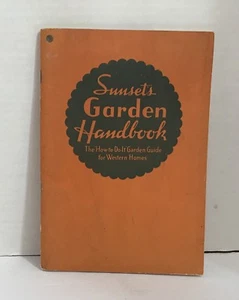 Sunset's
Garden
Handbook
The How to Do It Garden Guide
for Western Homes